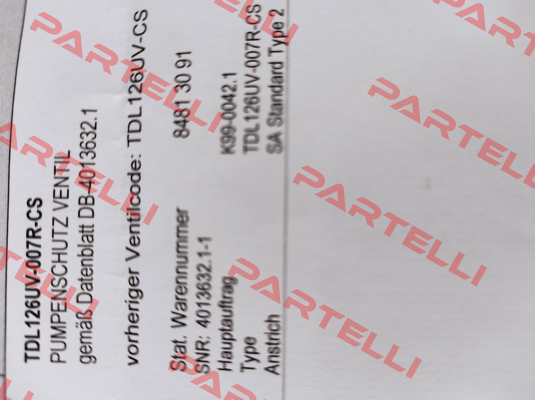 TDL126UV-007R-CS
PUMPENSCHUTZ VENTIL
gemäß Datenblatt DB-4013632.1
vorheriger Ventilcode: TDL126UV-CS
Stat. Warennummer 8481 30 91
SNR: 4013632.1-1
Hauptauftrag K99-0042.1
Type TDL126UV-007R-CS
Anstrich SA Standard Type 2
PARTELLI
PARTELLI
PARTELLI
PARTELLI
PARTELLI
PARTELLI